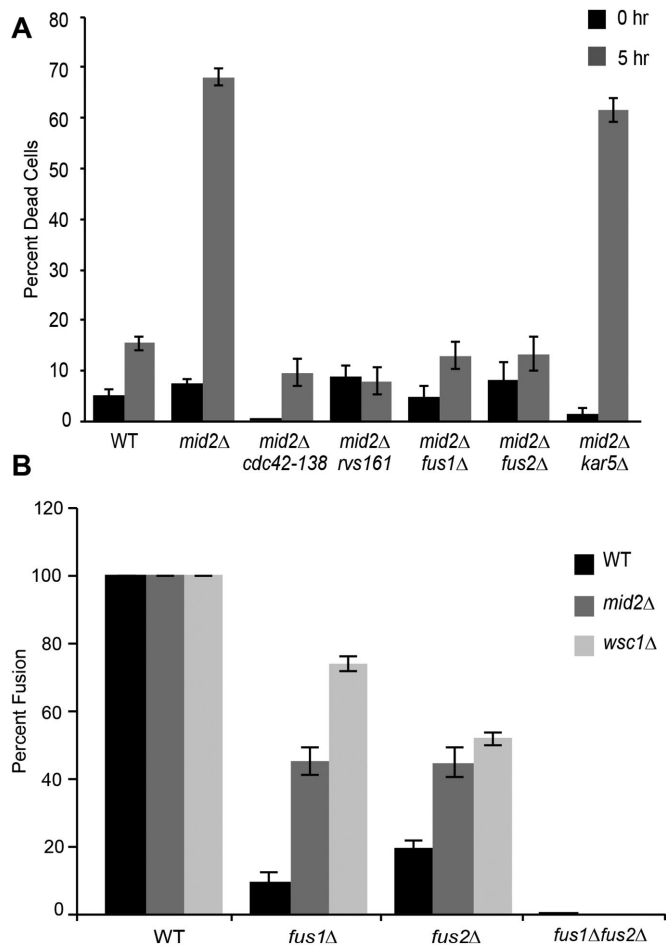 A
80
70
60
50
40
30
20
10
0
Percent Dead Cells
0 hr
5 hr
WT
mid2Δ
mid2Δ
cdc42-138
mid2Δ
rvs161
mid2Δ
fus1Δ
mid2Δ
fus2Δ
mid2Δ
kar5Δ
B
120
100
80
60
40
20
0
Percent Fusion
WT
mid2Δ
wsc1Δ
WT
fus1Δ
fus2Δ
fus1Δfus2Δ